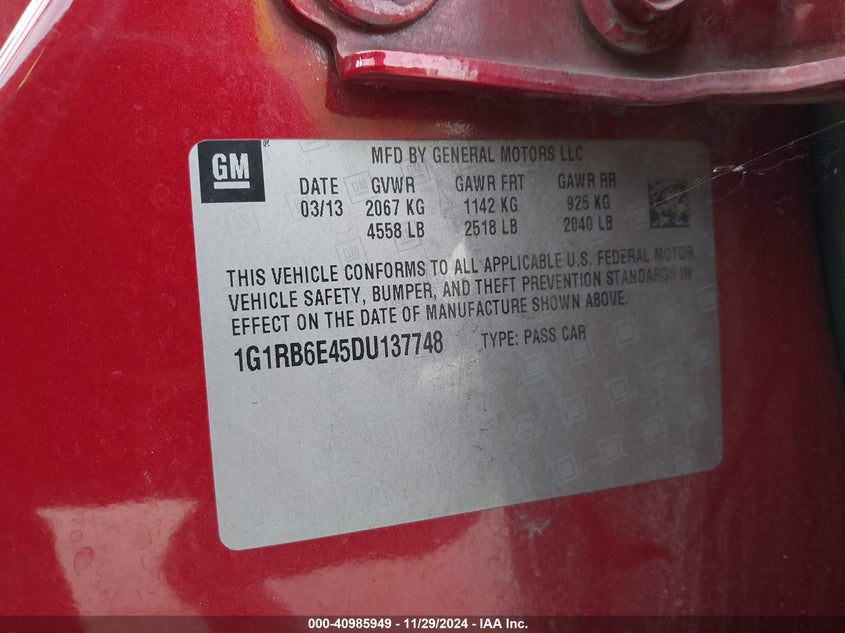 GM
MFD BY GENERAL MOTORS LLC
DATE GVWR GAWR FRT GAWR RR
03/13 2067 KG 1142 KG 925 KG
4558 LB 2518 LB 2040 LB
THIS VEHICLE CONFORMS TO ALL APPLICABLE U.S. FEDERAL MOTOR
VEHICLE SAFETY, BUMPER, AND THEFT PREVENTION STANDARDS IN
EFFECT ON THE DATE OF MANUFACTURE SHOWN ABOVE.
1G1RB6E45DU137748 TYPE: PASS CAR
000-40985949 - 11/29/2024 - IAA Inc.